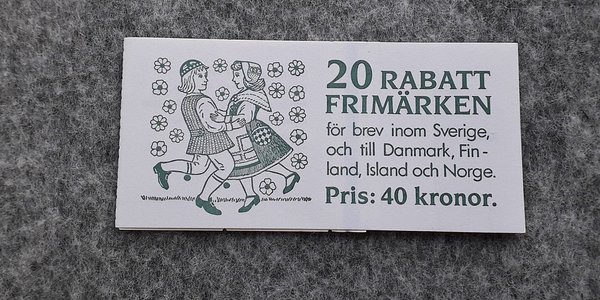 20 RABATT
FRIMÄRKEN
för brev inom Sverige,
och till Danmark, Fin-
land, Island och Norge.
Pris: 40 kronor.